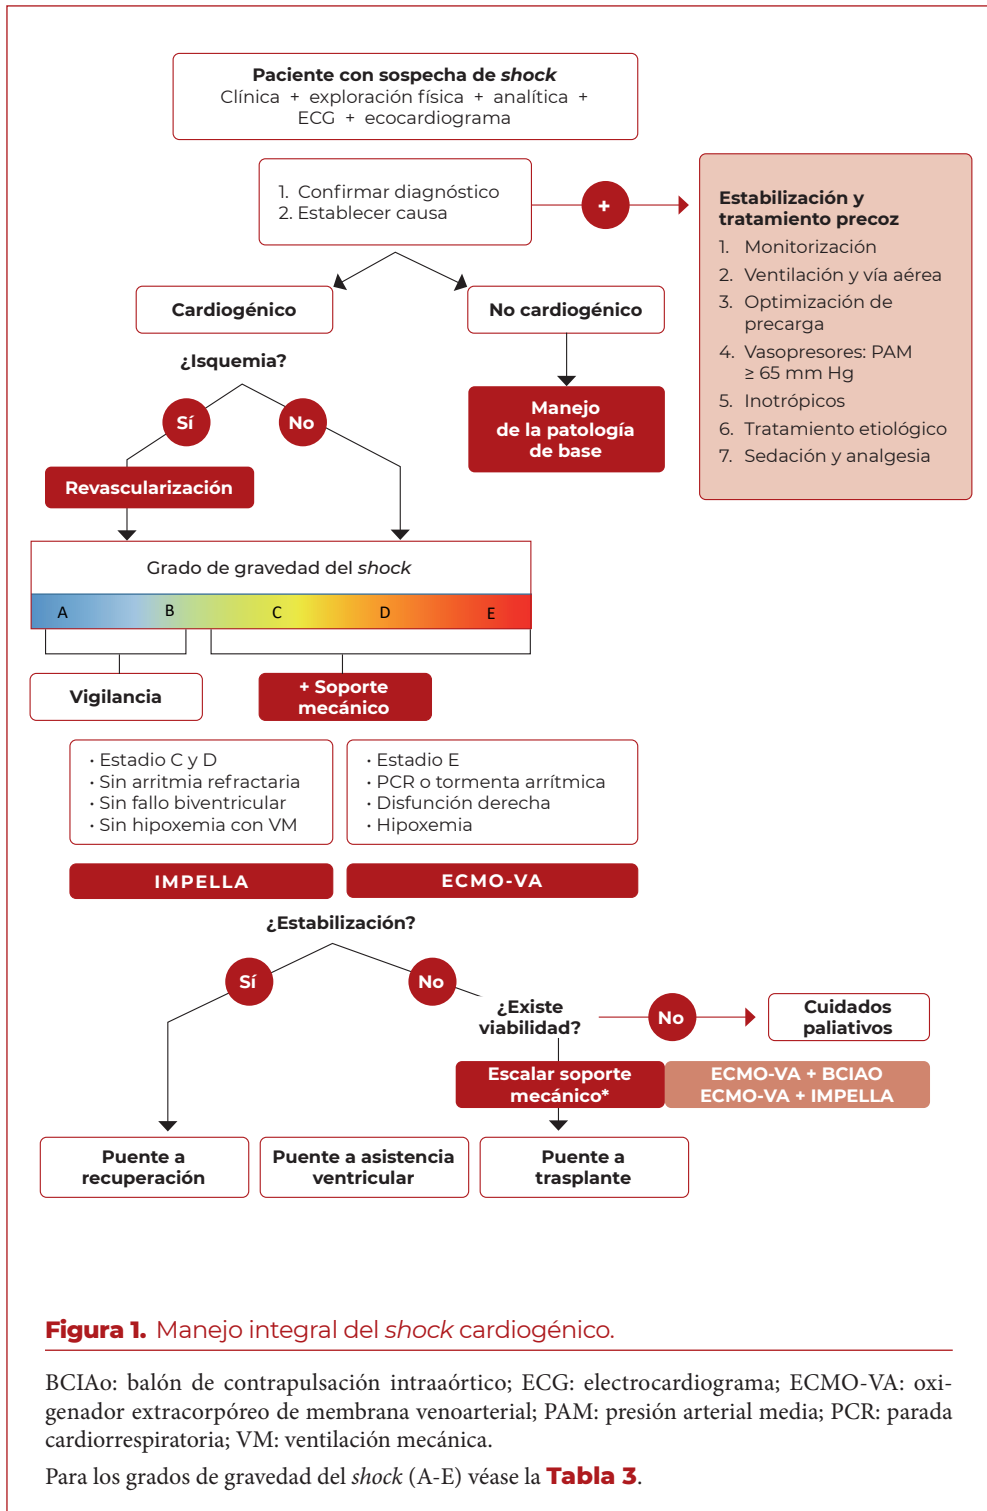 Paciente con sospecha de shock
Clínica + exploración física + analítica +
ECG + ecocardiograma
1. Confirmar diagnóstico
2. Establecer causa
+
Estabilización y
tratamiento precoz
1. Monitorización
2. Ventilación y vía aérea
3. Optimización de
precarga
4. Vasopresores: PAM
≥ 65 mm Hg
5. Inotrópicos
6. Tratamiento etiológico
7. Sedación y analgesia
Cardiogénico
No cardiogénico
¿Isquemia?
Sí
No
Manejo
de la patología
de base
Revascularización
Grado de gravedad del shock
A B C D E
Vigilancia
+ Soporte
mecánico
· Estadio C y D
· Sin arritmia refractaria
· Sin fallo biventricular
· Sin hipoxemia con VM
· Estadio E
· PCR o tormenta arrítmica
· Disfunción derecha
· Hipoxemia
IMPELLA
ECMO-VA
¿Estabilización?
Sí
No
¿Existe
viabilidad?
No
Cuidados
paliativos
Escalar soporte
mecánico*
ECMO-VA + BCIAO
ECMO-VA + IMPELLA
Puente a
recuperación
Puente a asistencia
ventricular
Puente a
trasplante
Figura 1. Manejo integral del shock cardiogénico.
BCIAo: balón de contrapulsación intraaórtico; ECG: electrocardiograma; ECMO-VA: oxi-
genador extracorpóreo de membrana venoarterial; PAM: presión arterial media; PCR: parada
cardiorrespiratoria; VM: ventilación mecánica.
Para los grados de gravedad del shock (A-E) véase la Tabla 3.